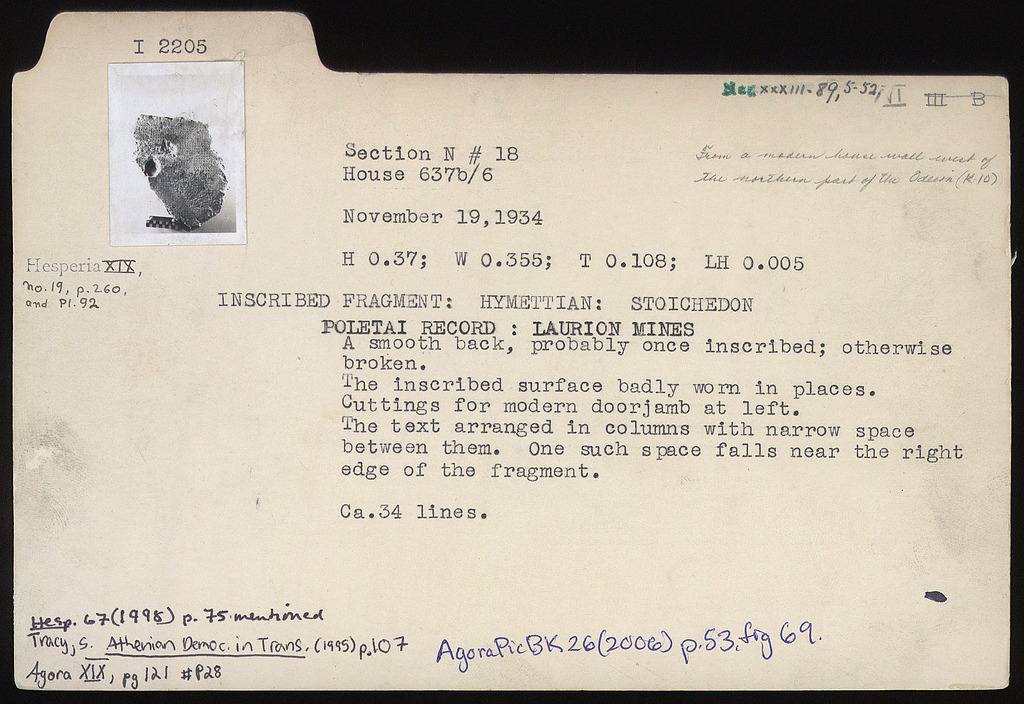 I 2205
Neg XXXIII-89, 5-52, VI III B
Section N # 18
House 637b/6
From a modern house wall west of
the northern part of the Odeion (K-10)
November 19,1934
H 0.37; W 0.355; T 0.108; LH 0.005
Hesperia XIX,
no.19, p.260,
and Pl.92
INSCRIBED FRAGMENT: HYMETTIAN: STOICHEDON
POLETAI RECORD : LAURION MINES
A smooth back, probably once inscribed; otherwise
broken.
The inscribed surface badly worn in places.
Cuttings for modern doorjamb at left.
The text arranged in columns with narrow space
between them. One such space falls near the right
edge of the fragment.
Ca.34 lines.
Hesp. 67(1998) p. 75 mentioned
Tracy, S. Athenian Democ. in Trans. (1995) p.107
Agora XIX, pg 121 #P28
AgoraPicBK 26(2006) p.53, fig 69.